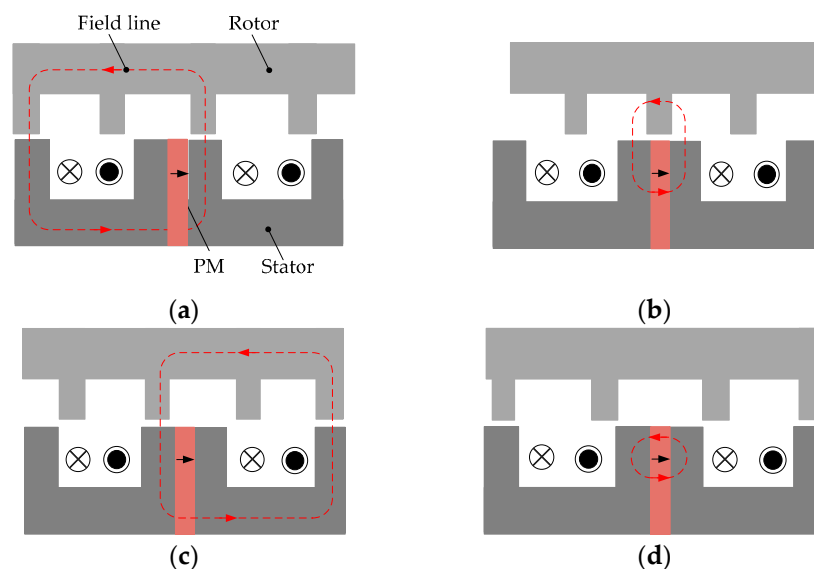 Field line
Rotor
PM
Stator
(a)
(b)
(c)
(d)